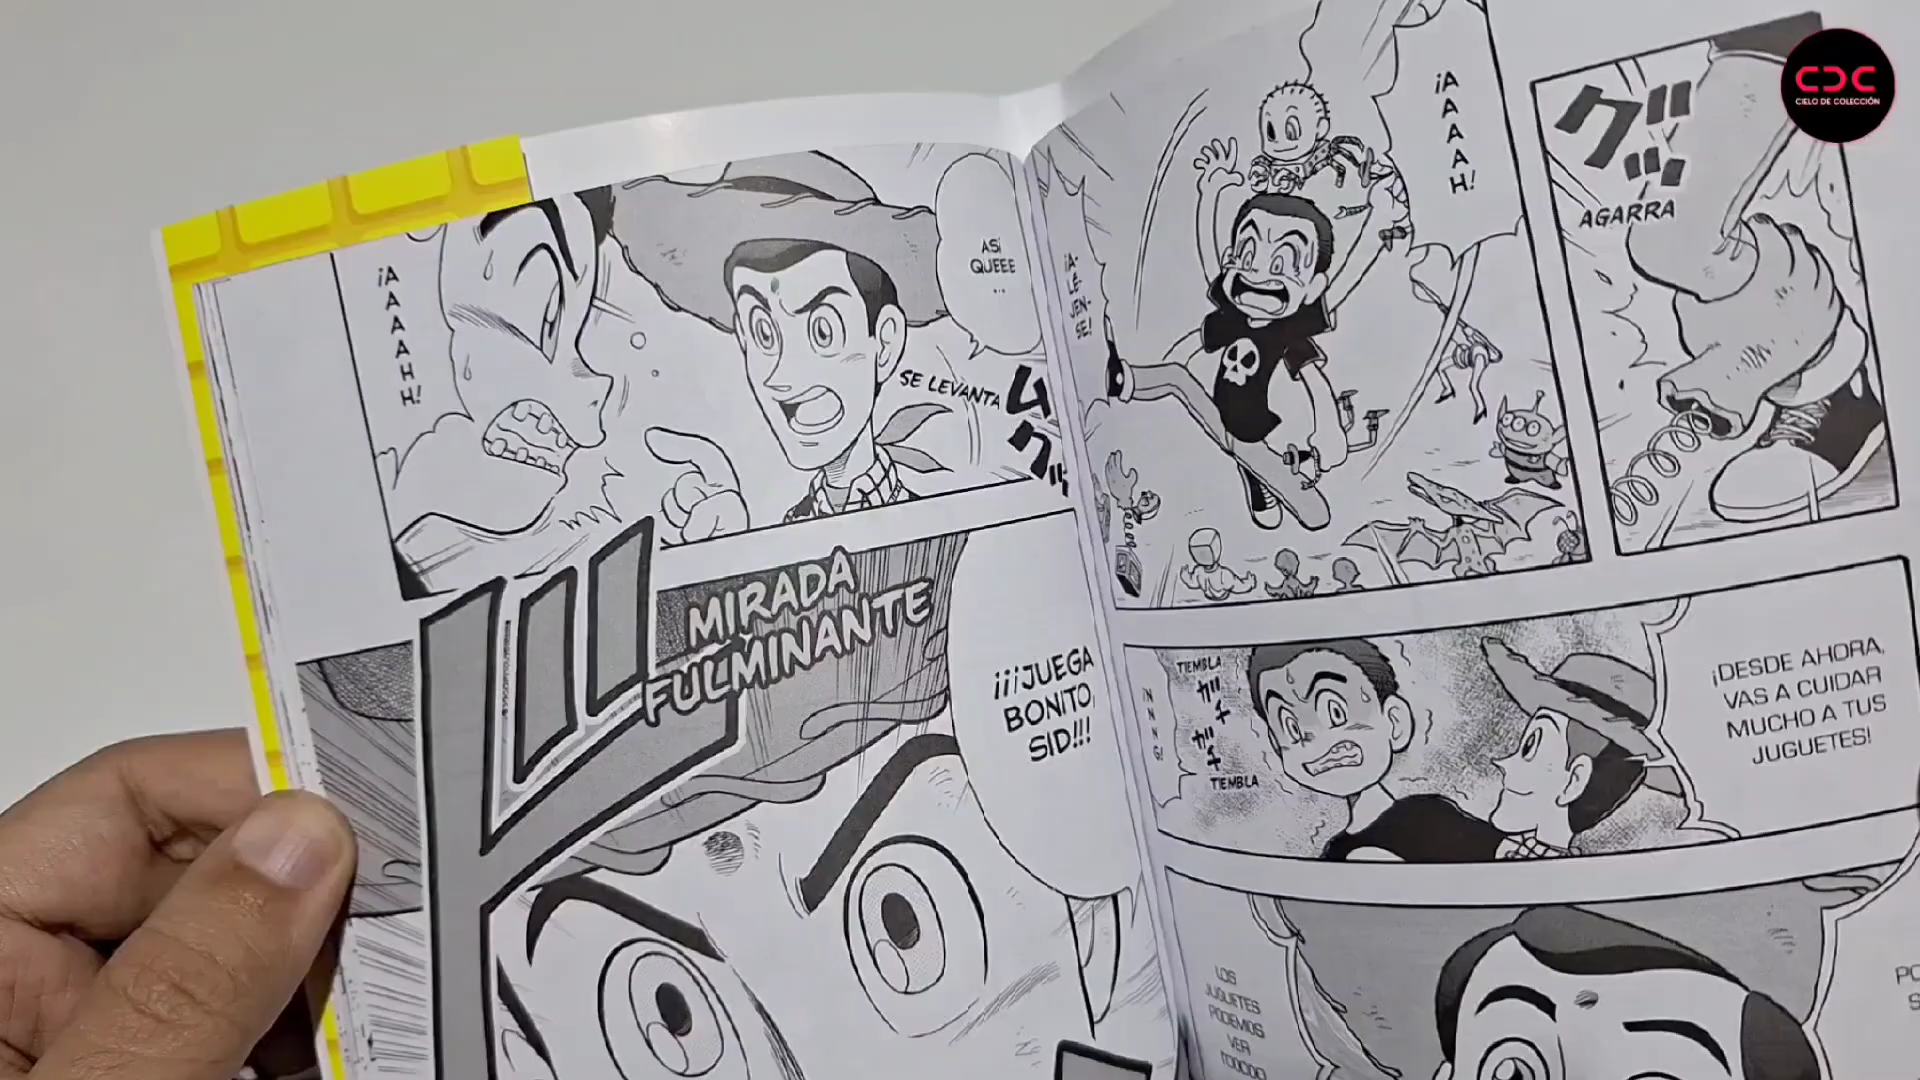 CDC
CIELO DE COLECCIÓN
¡A
A
A
A
H
H!
ASÍ
QUEEE
...
SE LEVANTA
ムクッ
MIRADA
FULMINANTE
¡¡¡JUEGA
BONITO,
SID!!!
¡A-
LÉ-
JEN-
SE!
¡A
A
A
A
H!
グッ
グッ
AGARRA
¡N
N
N
G!
TIEMBLA
ガチ
ガチ
TIEMBLA
¡DESDE AHORA,
VAS A CUIDAR
MUCHO A TUS
JUGUETES!
LOS
JUGUETES
PODEMOS
VER